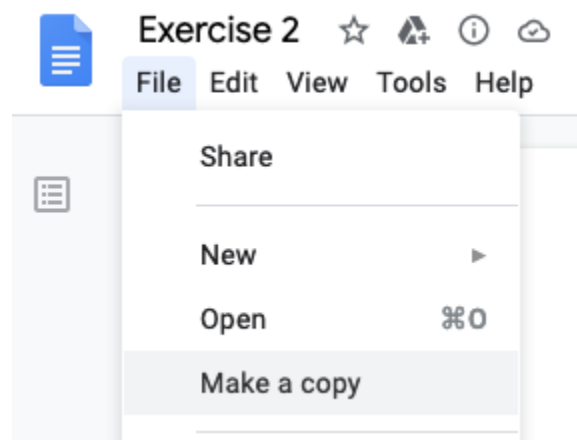 Exercise 2
File Edit View Tools Help
Share
New
Open ⌘O
Make a copy